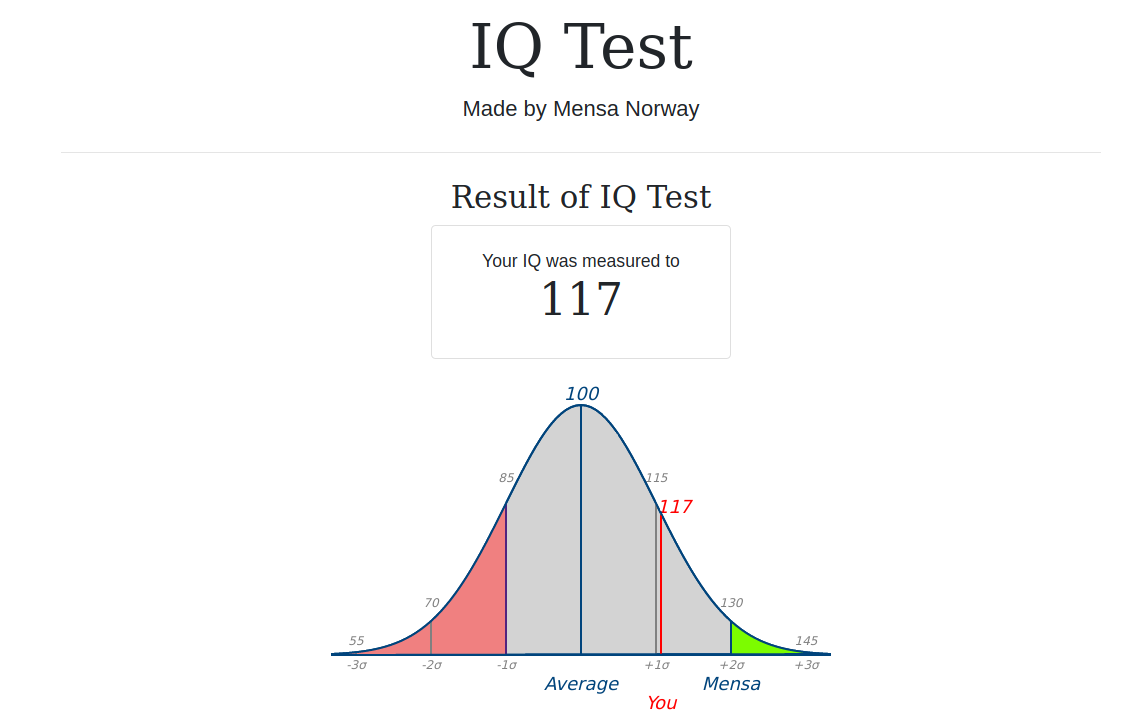 IQ Test
Made by Mensa Norway
Result of IQ Test
Your IQ was measured to
117
100
85 115
117
70 130
55 145
-3σ -2σ -1σ +1σ +2σ +3σ
Average Mensa
You